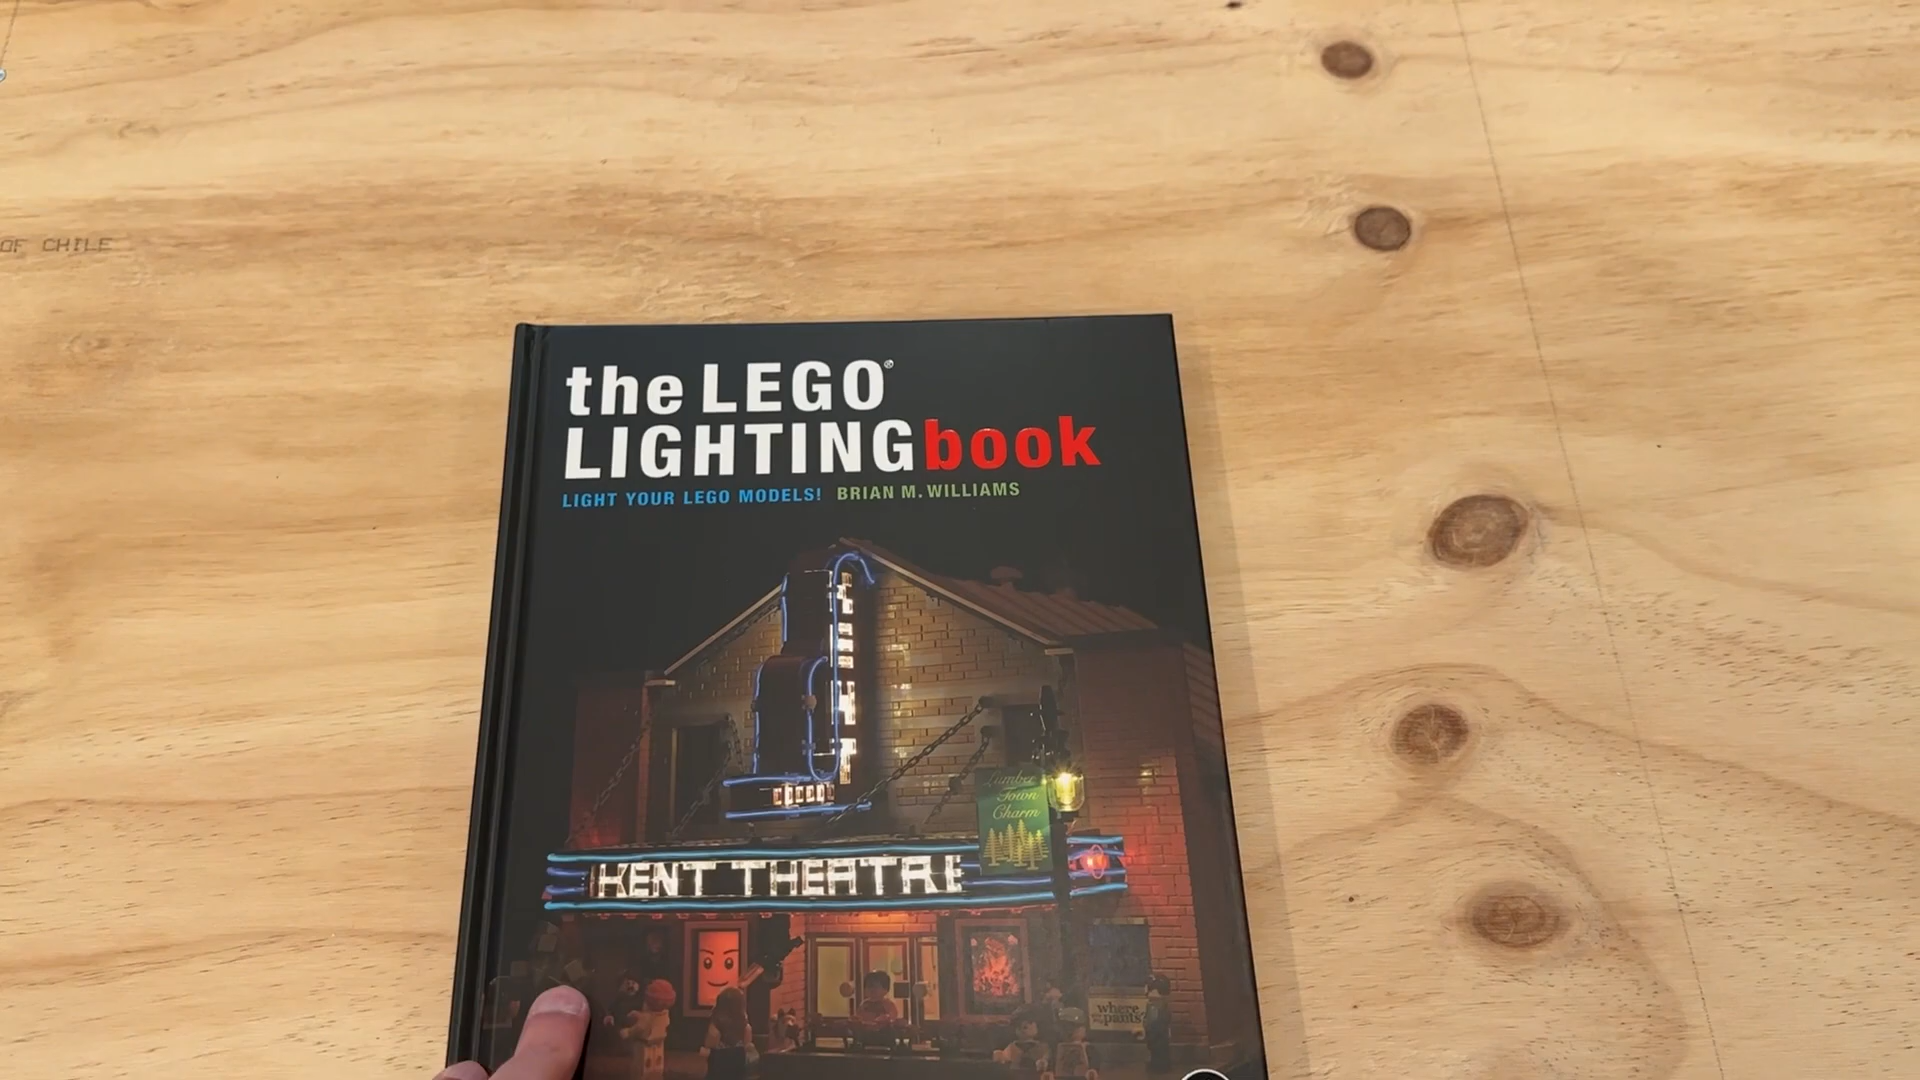 OF CHILE
the LEGO®
LIGHTINGbook
LIGHT YOUR LEGO MODELS! BRIAN M. WILLIAMS
KENT
Lumber
Town
Charm
KENT THEATRE
where
pants?